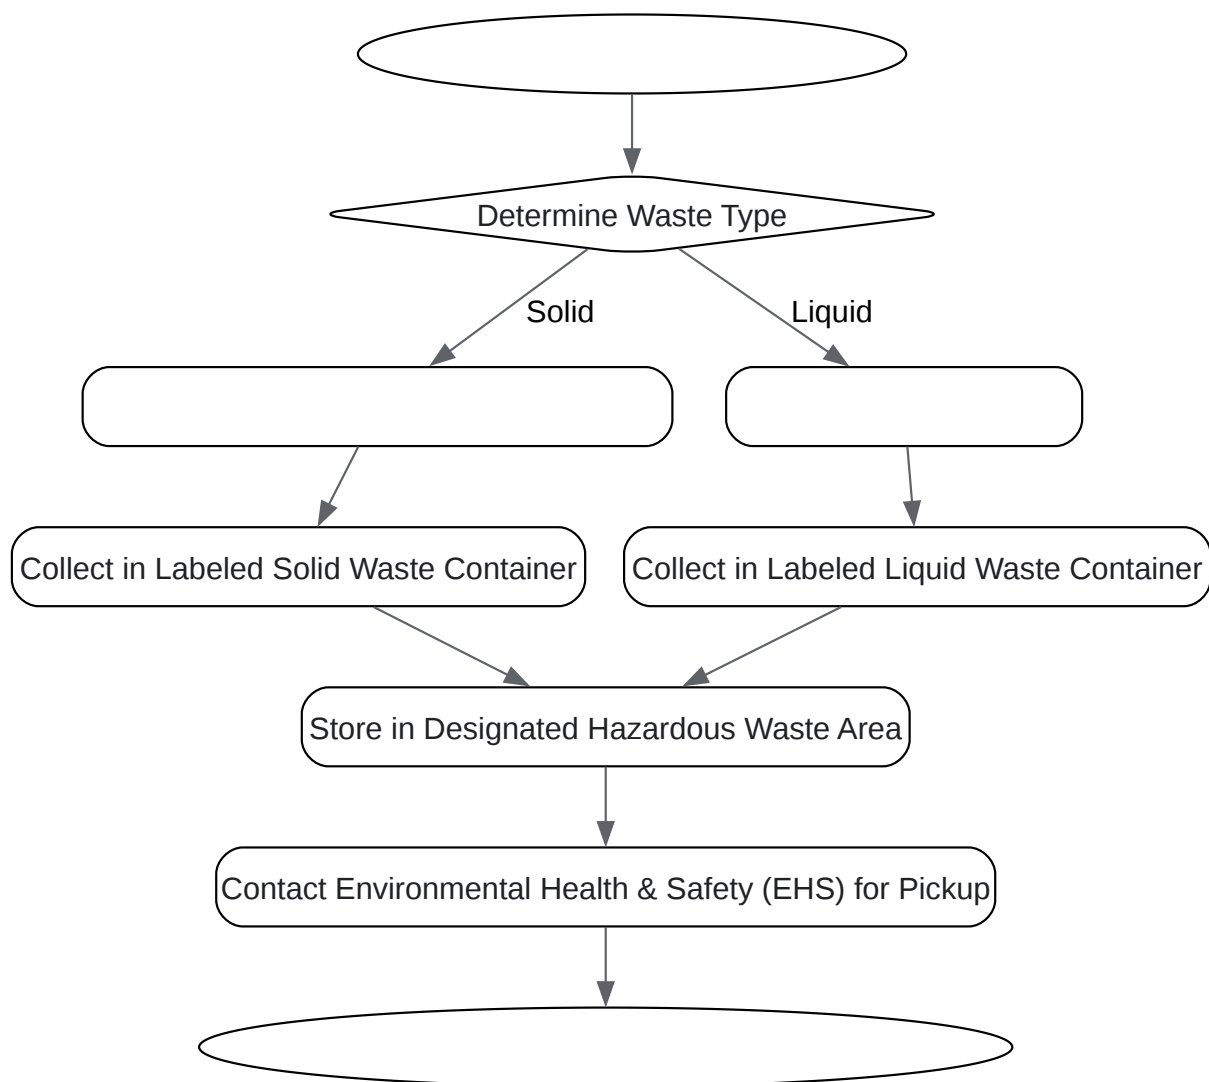 Determine Waste Type
Solid
Liquid
Collect in Labeled Solid Waste Container
Collect in Labeled Liquid Waste Container
Store in Designated Hazardous Waste Area
Contact Environmental Health & Safety (EHS) for Pickup